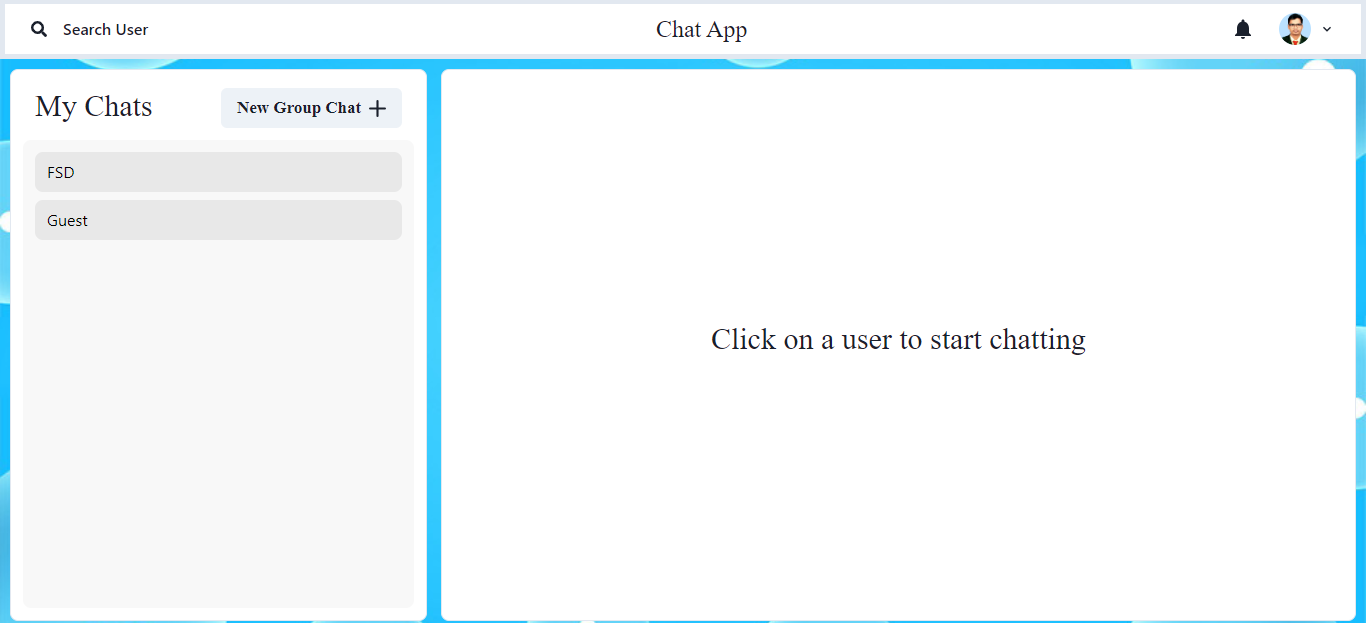 Search User
Chat App
My Chats
New Group Chat
FSD
Guest
Click on a user to start chatting